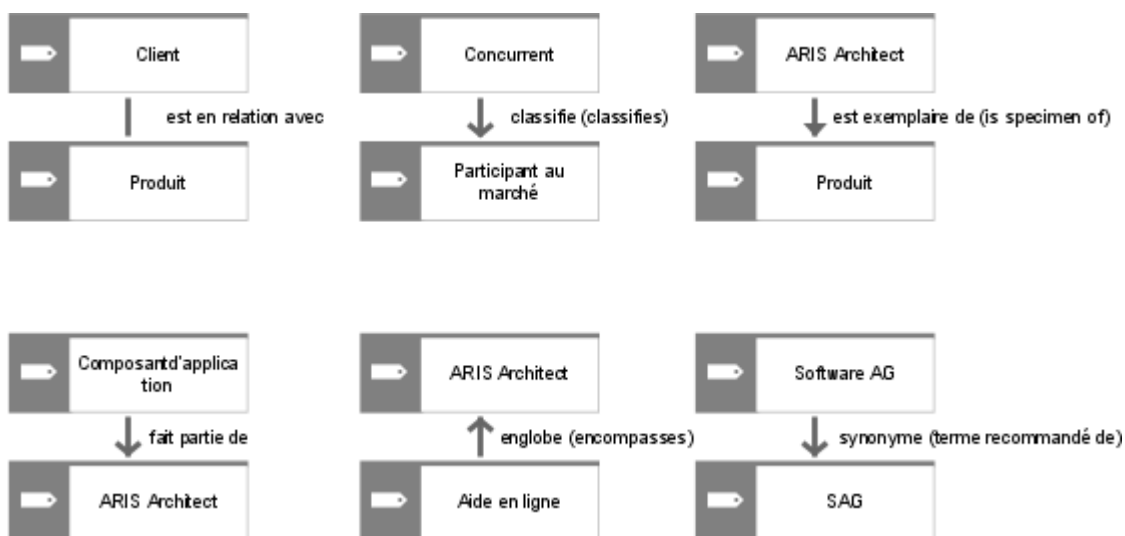 Client
Concurrent
ARIS Architect
est en relation avec
classifie (classifies)
est exemplaire de (is specimen of)
Produit
Participant au
marché
Produit
Composantd'applica
tion
ARIS Architect
Software AG
fait partie de
englobe (encompasses)
synonyme (terme recommandé de)
ARIS Architect
Aide en ligne
SAG